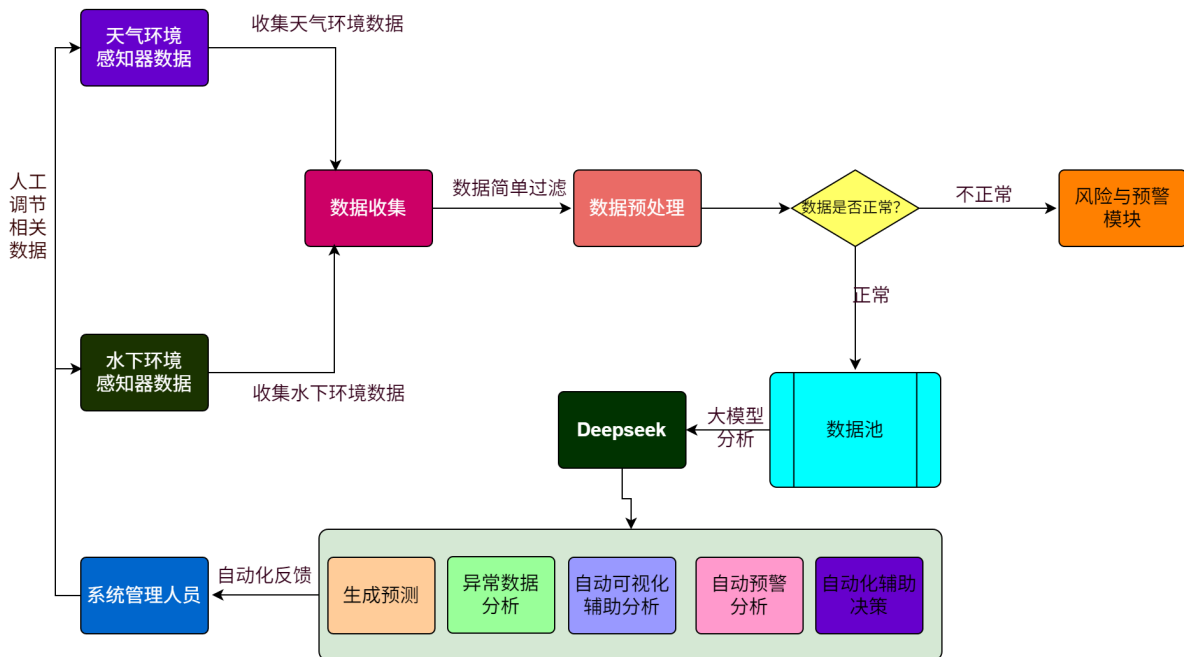 天气环境
感知器数据
收集天气环境数据
人工
调节
相关
数据
数据收集
数据简单过滤
数据预处理
数据是否正常?
不正常
风险与预警
模块
正常
水下环境
感知器数据
收集水下环境数据
Deepseek
大模型
分析
数据池
系统管理人员
自动化反馈
生成预测
异常数据
分析
自动可视化
辅助分析
自动预警
分析
自动化辅助
决策